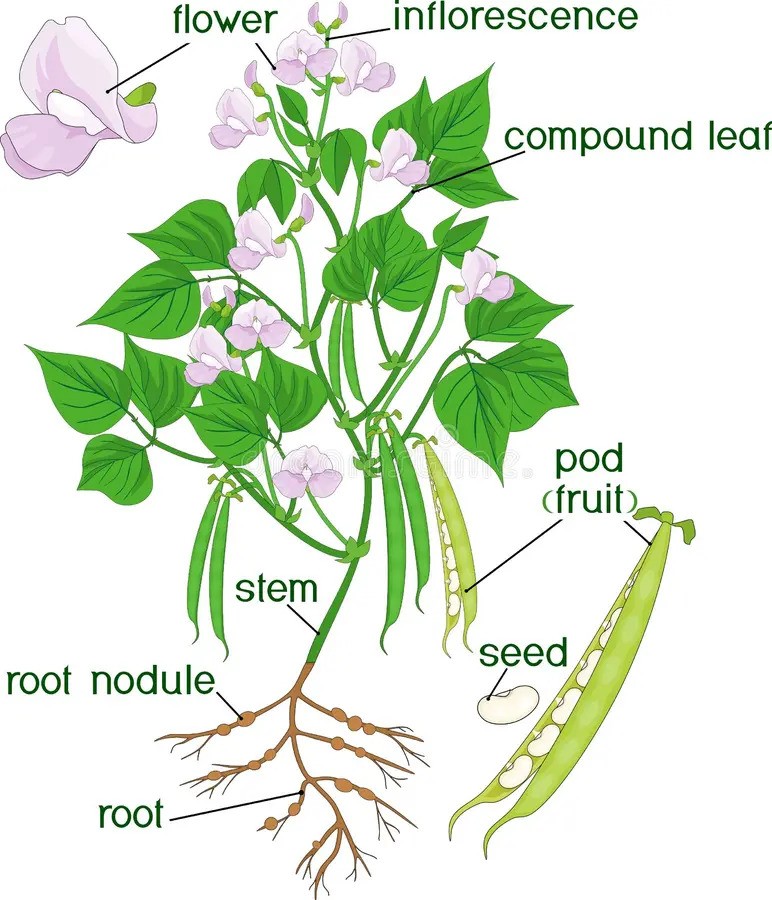 flower
inflorescence
compound leaf
pod
(fruit)
stem
seed
root nodule
root